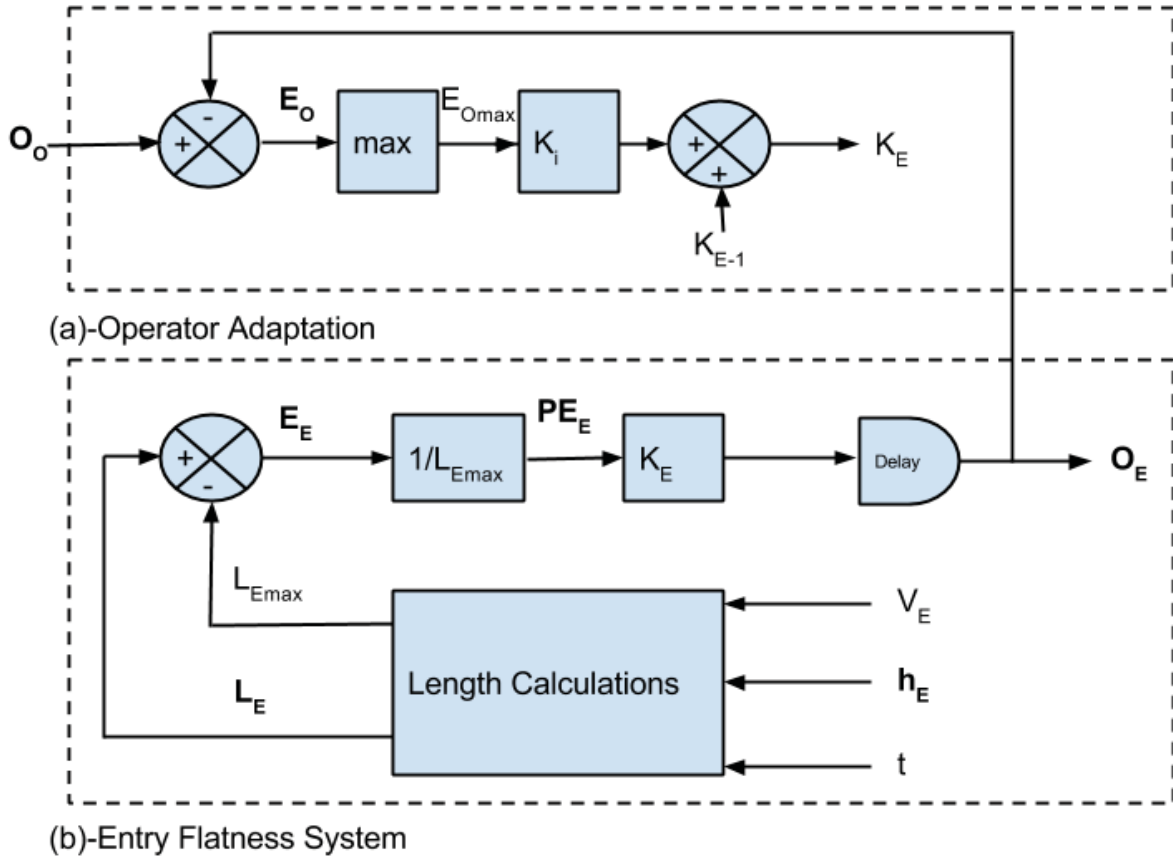 -
E_O
E_Omax
O_O
+
max
K_i
+
+
K_E
K_E-1
(a)-Operator Adaptation
E_E
PE_E
+
-
1/L_Emax
K_E
Delay
O_E
L_Emax
V_E
Length Calculations
h_E
L_E
t
(b)-Entry Flatness System